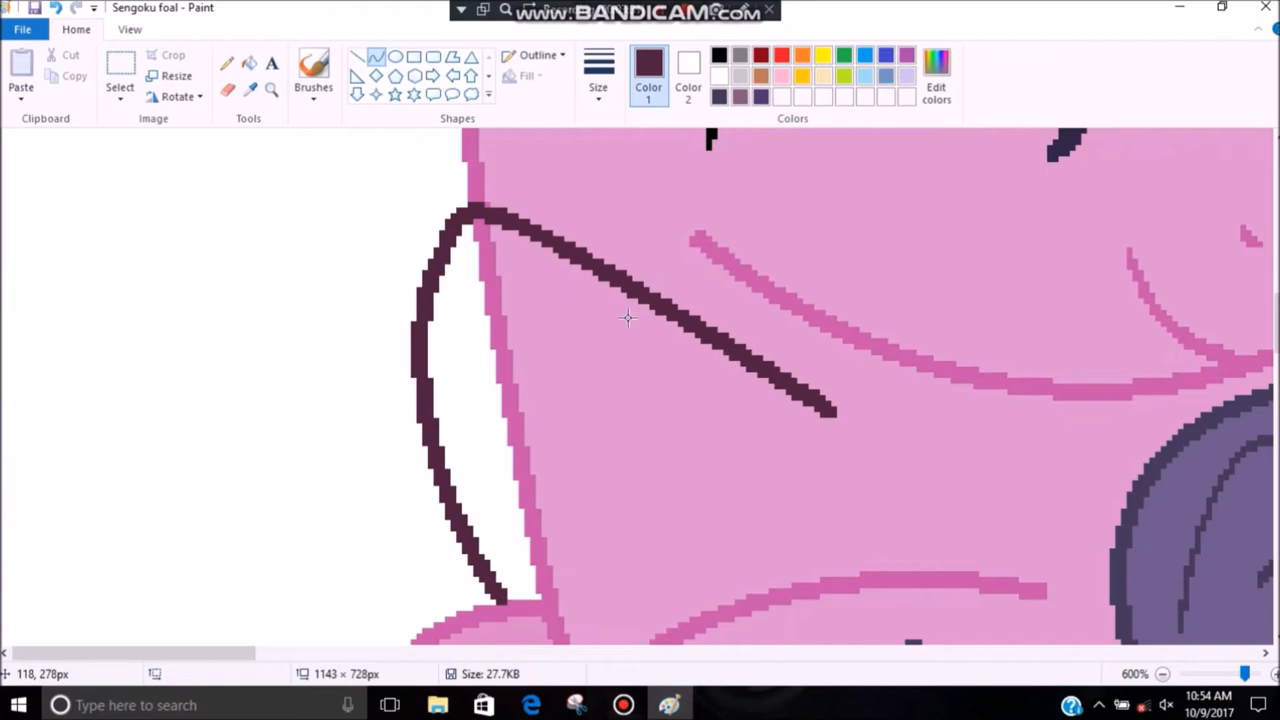 Sengoku foal - Paint
www.BANDICAM.com
File
Home
View
Paste
Cut
Copy
Clipboard
Select
Crop
Resize
Rotate
Image
Tools
Brushes
Outline
Fill
Shapes
Size
Color 1
Color 2
Edit colors
Colors
118, 278px
1143 × 728px
Size: 27.7KB
600%
Type here to search
10:54 AM
10/9/2017